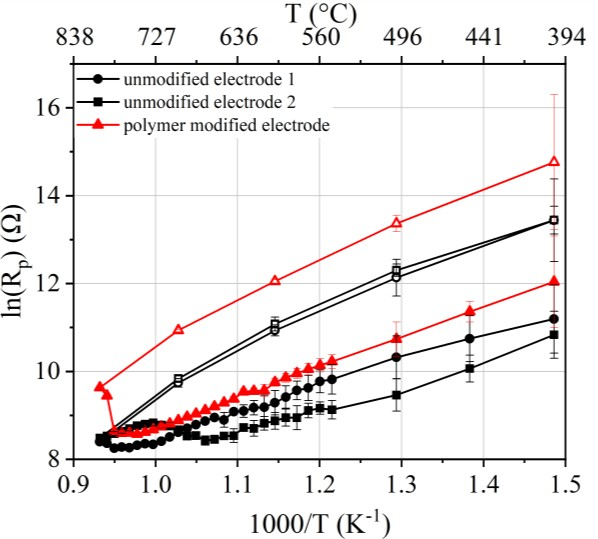 T (°C)
838 727 636 560 496 441 394
unmodified electrode 1
unmodified electrode 2
polymer modified electrode
16
14
12
10
8
ln(Rp) (Ω)
0.9 1.0 1.1 1.2 1.3 1.4 1.5
1000/T (K-1)